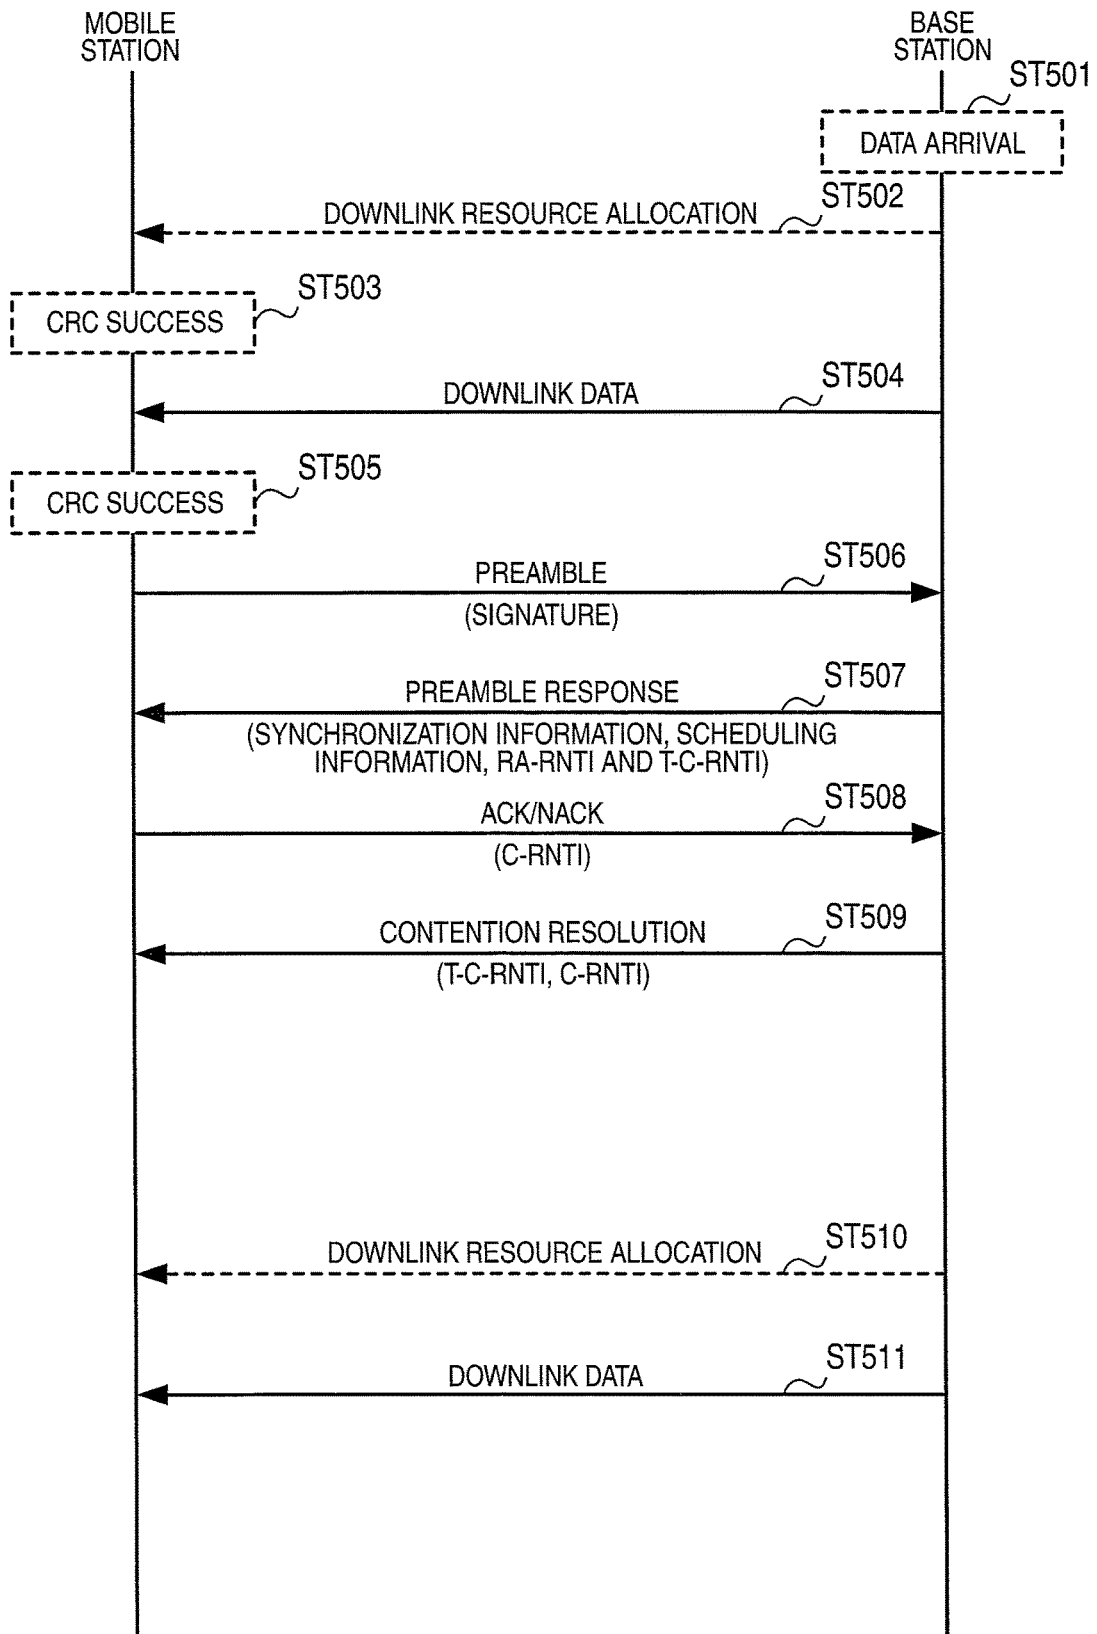 MOBILE
STATION
BASE
STATION
ST501
DATA ARRIVAL
ST502
DOWNLINK RESOURCE ALLOCATION
ST503
CRC SUCCESS
ST504
DOWNLINK DATA
ST505
CRC SUCCESS
ST506
PREAMBLE
(SIGNATURE)
ST507
PREAMBLE RESPONSE
(SYNCHRONIZATION INFORMATION, SCHEDULING
INFORMATION, RA-RNTI AND T-C-RNTI)
ST508
ACK/NACK
(C-RNTI)
ST509
CONTENTION RESOLUTION
(T-C-RNTI, C-RNTI)
ST510
DOWNLINK RESOURCE ALLOCATION
ST511
DOWNLINK DATA